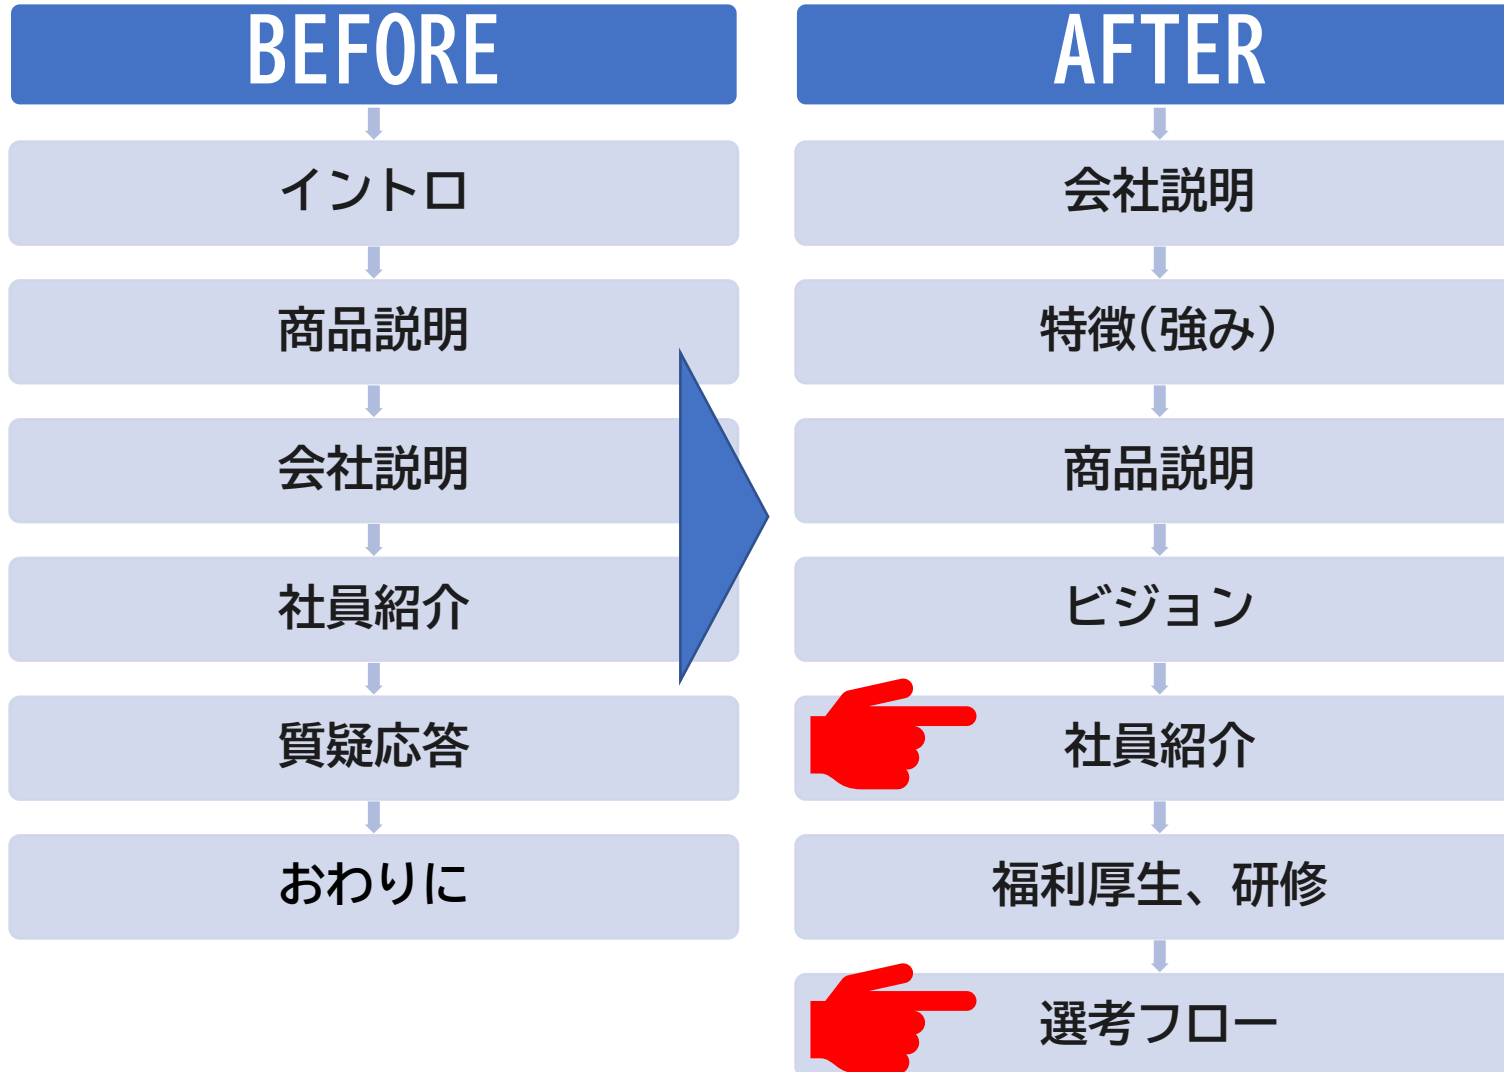 BEFORE
イントロ
商品説明
会社説明
社員紹介
質疑応答
おわりに
AFTER
会社説明
特徴(強み)
商品説明
ビジョン
社員紹介
福利厚生、研修
選考フロー